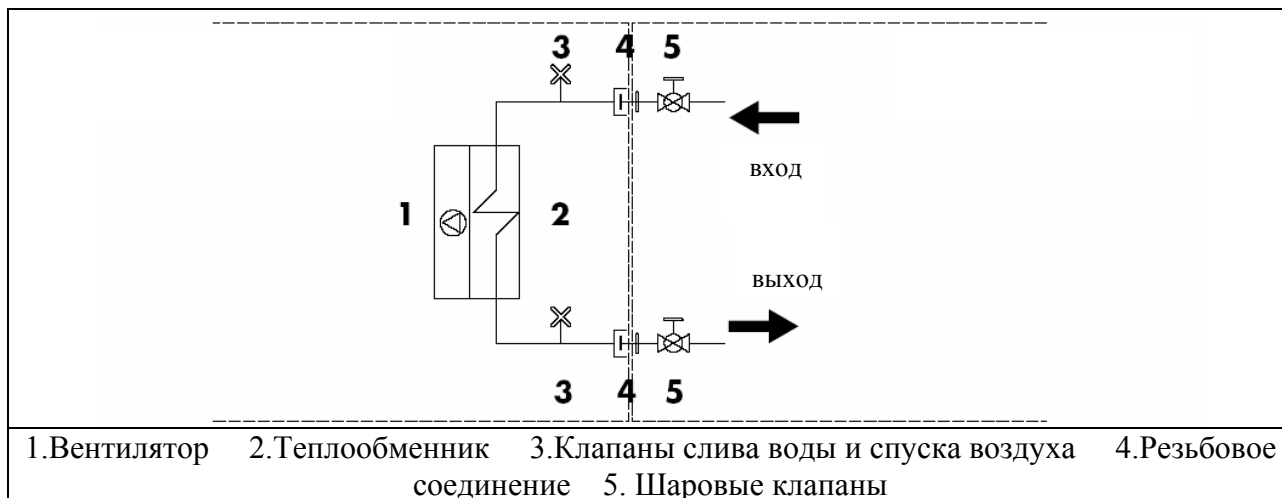 3 4 5
вход
1 2
выход
3 4 5
1.Вентилятор 2.Теплообменник 3.Клапаны слива воды и спуска воздуха 4.Резьбовое
соединение 5. Шаровые клапаны